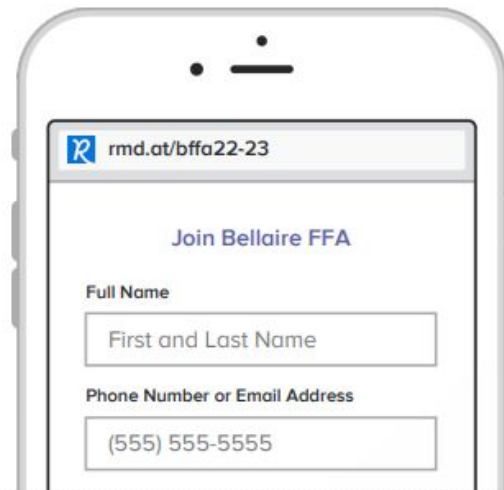 R rmd.at/bffa22-23
Join Bellaire FFA
Full Name
First and Last Name
Phone Number or Email Address
(555) 555-5555